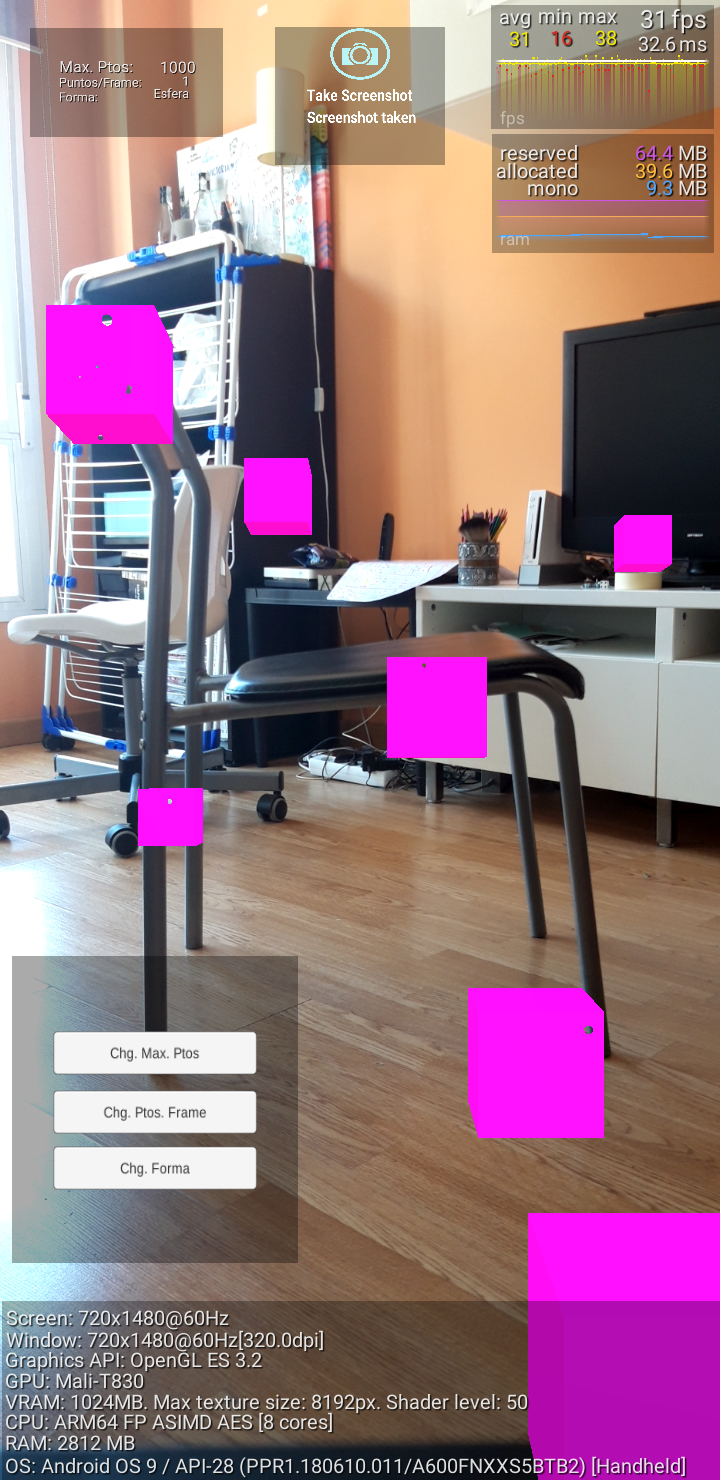 Max. Ptos: 1000
Puntos/Frame: 1
Forma: Esfera
Take Screenshot
Screenshot taken
avg min max 31fps
31 16 38 32.6ms
fps
reserved 64.4 MB
allocated 39.6 MB
mono 9.3 MB
ram
Chg. Max. Ptos
Chg. Ptos. Frame
Chg. Forma
Screen: 720x1480@60Hz
Window: 720x1480@60Hz[320.0dpi]
Graphics API: OpenGL ES 3.2
GPU: Mali-T830
VRAM: 1024MB. Max texture size: 8192px. Shader level: 50
CPU: ARM64 FP ASIMD AES [8 cores]
RAM: 2812 MB
OS: Android OS 9 / API-28 (PPR1.180610.011/A600FNXXS5BTB2) [Handheld]